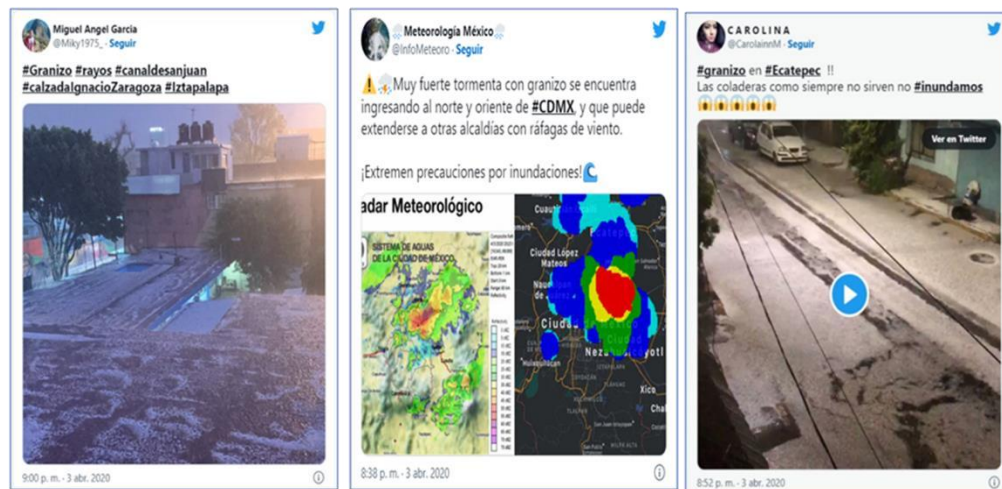 Miguel Angel Garcia
@Miky1975_ · Seguir
#Granizo #rayos #canaldesanjuan
#calzadaIgnacioZaragoza #Iztapalapa
9:00 p. m. · 3 abr. 2020
Meteorología México
@InfoMeteoro · Seguir
⚠️⛈️Muy fuerte tormenta con granizo se encuentra
ingresando al norte y oriente de #CDMX, y que puede
extenderse a otras alcaldías con ráfagas de viento.
¡Extremen precauciones por inundaciones!🌊
adar Meteorológico
SISTEMA DE AGUAS
DE LA CIUDAD DE MÉXICO
Ecatepec
Ciudad López
Mateos
Ciudad
Xico
8:38 p. m. · 3 abr. 2020
CAROLINA
@CarolainnM · Seguir
#granizo en #Ecatepec !!
Las coladeras como siempre no sirven no #inundamos
😱😱😱😱😱
Ver en Twitter
8:52 p. m. · 3 abr. 2020